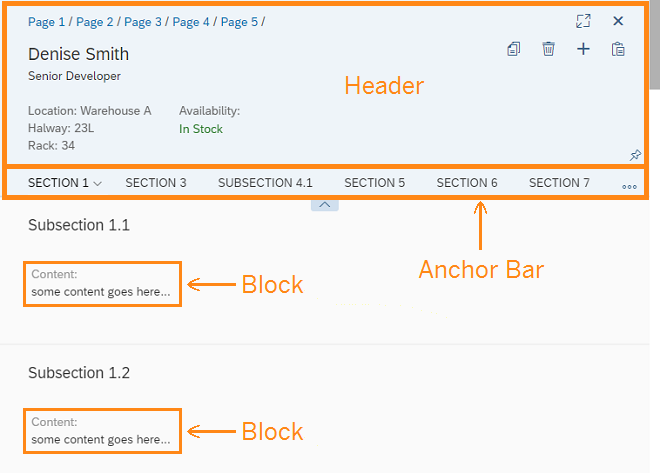 Page 1 / Page 2 / Page 3 / Page 4 / Page 5 /
Denise Smith
Senior Developer
Header
Location: Warehouse A
Availability:
Halway: 23L
In Stock
Rack: 34
SECTION 1
SECTION 3
SUBSECTION 4.1
SECTION 5
SECTION 6
SECTION 7
Subsection 1.1
Anchor Bar
Content:
some content goes here...
Block
Subsection 1.2
Content:
some content goes here...
Block